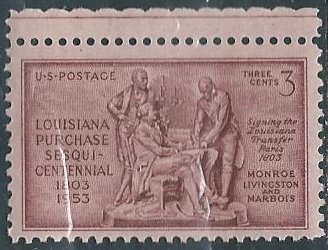 U·S·POSTAGE
THREE CENTS 3
LOUISIANA
PURCHASE
SESQUI-
CENTENNIAL
1803
1953
Signing the
Louisiana
Transfer
Paris
1803
MONROE
LIVINGSTON
AND
MARBOIS